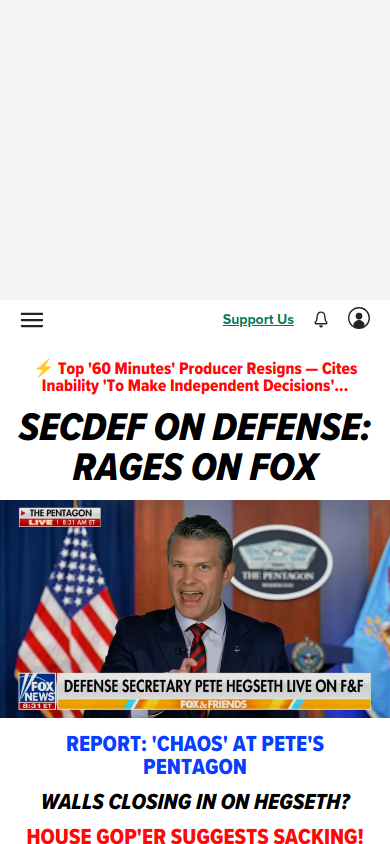 Support Us
⚡ Top '60 Minutes' Producer Resigns — Cites
Inability 'To Make Independent Decisions'...
SECDEF ON DEFENSE:
RAGES ON FOX
THE PENTAGON
LIVE 8:31 AM ET
THE PENTAGON
WASHINGTON
FOX
NEWS
8:31 ET
DEFENSE SECRETARY PETE HEGSETH LIVE ON F&F
FOX & FRIENDS
REPORT: 'CHAOS' AT PETE'S
PENTAGON
WALLS CLOSING IN ON HEGSETH?
HOUSE GOP'ER SUGGESTS SACKING!